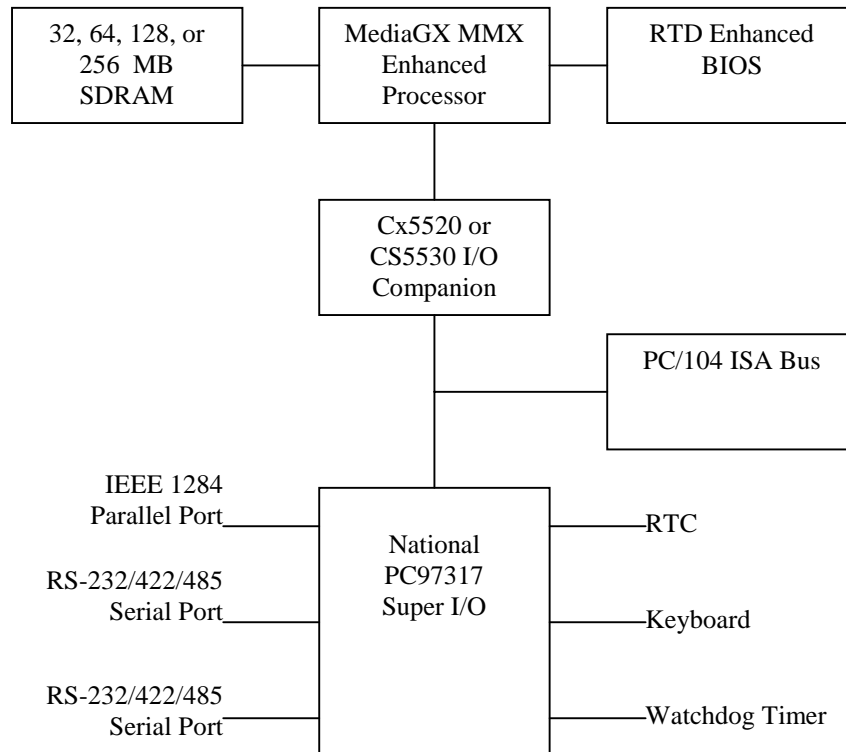 32, 64, 128, or
256 MB
SDRAM
MediaGX MMX
Enhanced
Processor
RTD Enhanced
BIOS
Cx5520 or
CS5530 I/O
Companion
PC/104 ISA Bus
IEEE 1284
Parallel Port
RS-232/422/485
Serial Port
RS-232/422/485
Serial Port
National
PC97317
Super I/O
RTC
Keyboard
Watchdog Timer